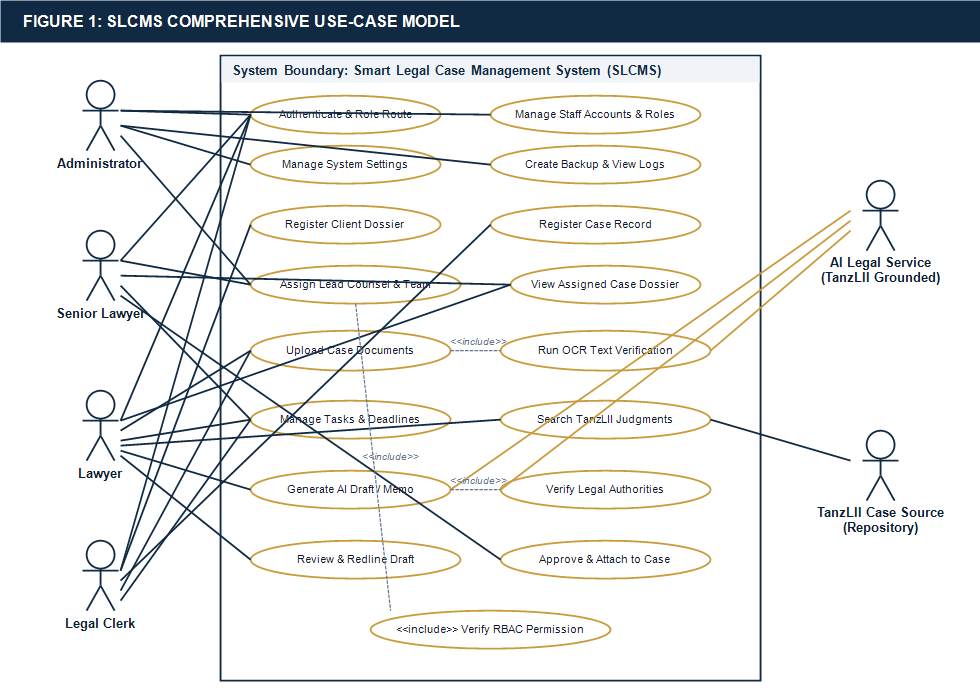 FIGURE 1: SLCMS COMPREHENSIVE USE-CASE MODEL
System Boundary: Smart Legal Case Management System (SLCMS)
Authenticate & Role Route
Manage Staff Accounts & Roles
Administrator
Manage System Settings
Create Backup & View Logs
Register Client Dossier
Register Case Record
AI Legal Service
(TanzLII Grounded)
Senior Lawyer
Assign Lead Counsel & Team
View Assigned Case Dossier
Upload Case Documents
<<include>>
Run OCR Text Verification
Lawyer
Manage Tasks & Deadlines
Search TanzLII Judgments
<<include>>
Generate AI Draft / Memo
<<include>>
Verify Legal Authorities
TanzLII Case Source
(Repository)
Review & Redline Draft
Approve & Attach to Case
Legal Clerk
<<include>> Verify RBAC Permission